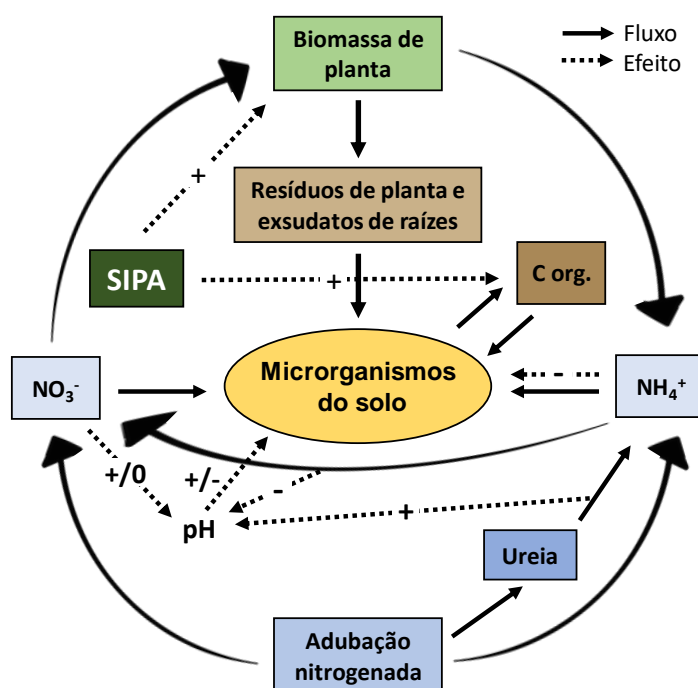 Biomassa de
planta
Fluxo
Efeito
+
Resíduos de planta e
exsudatos de raízes
SIPA
+
C org.
Microrganismos
do solo
NO₃⁻
-
NH₄⁺
+/0
+/-
-
pH
+
Ureia
Adubação
nitrogenada